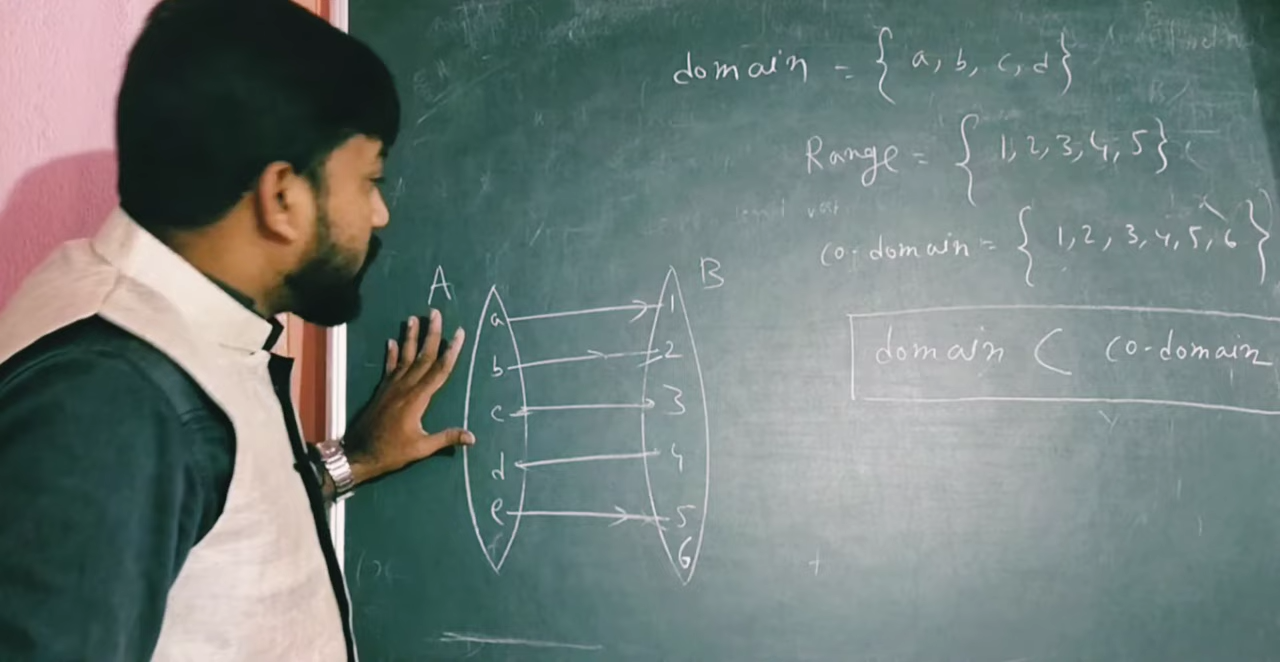 domain = { a, b, c, d }
Range = { 1, 2, 3, 4, 5 }
co-domain = { 1, 2, 3, 4, 5, 6 }
domain ⊂ co-domain
A B
a 1
b 2
c 3
d 4
e 5
6